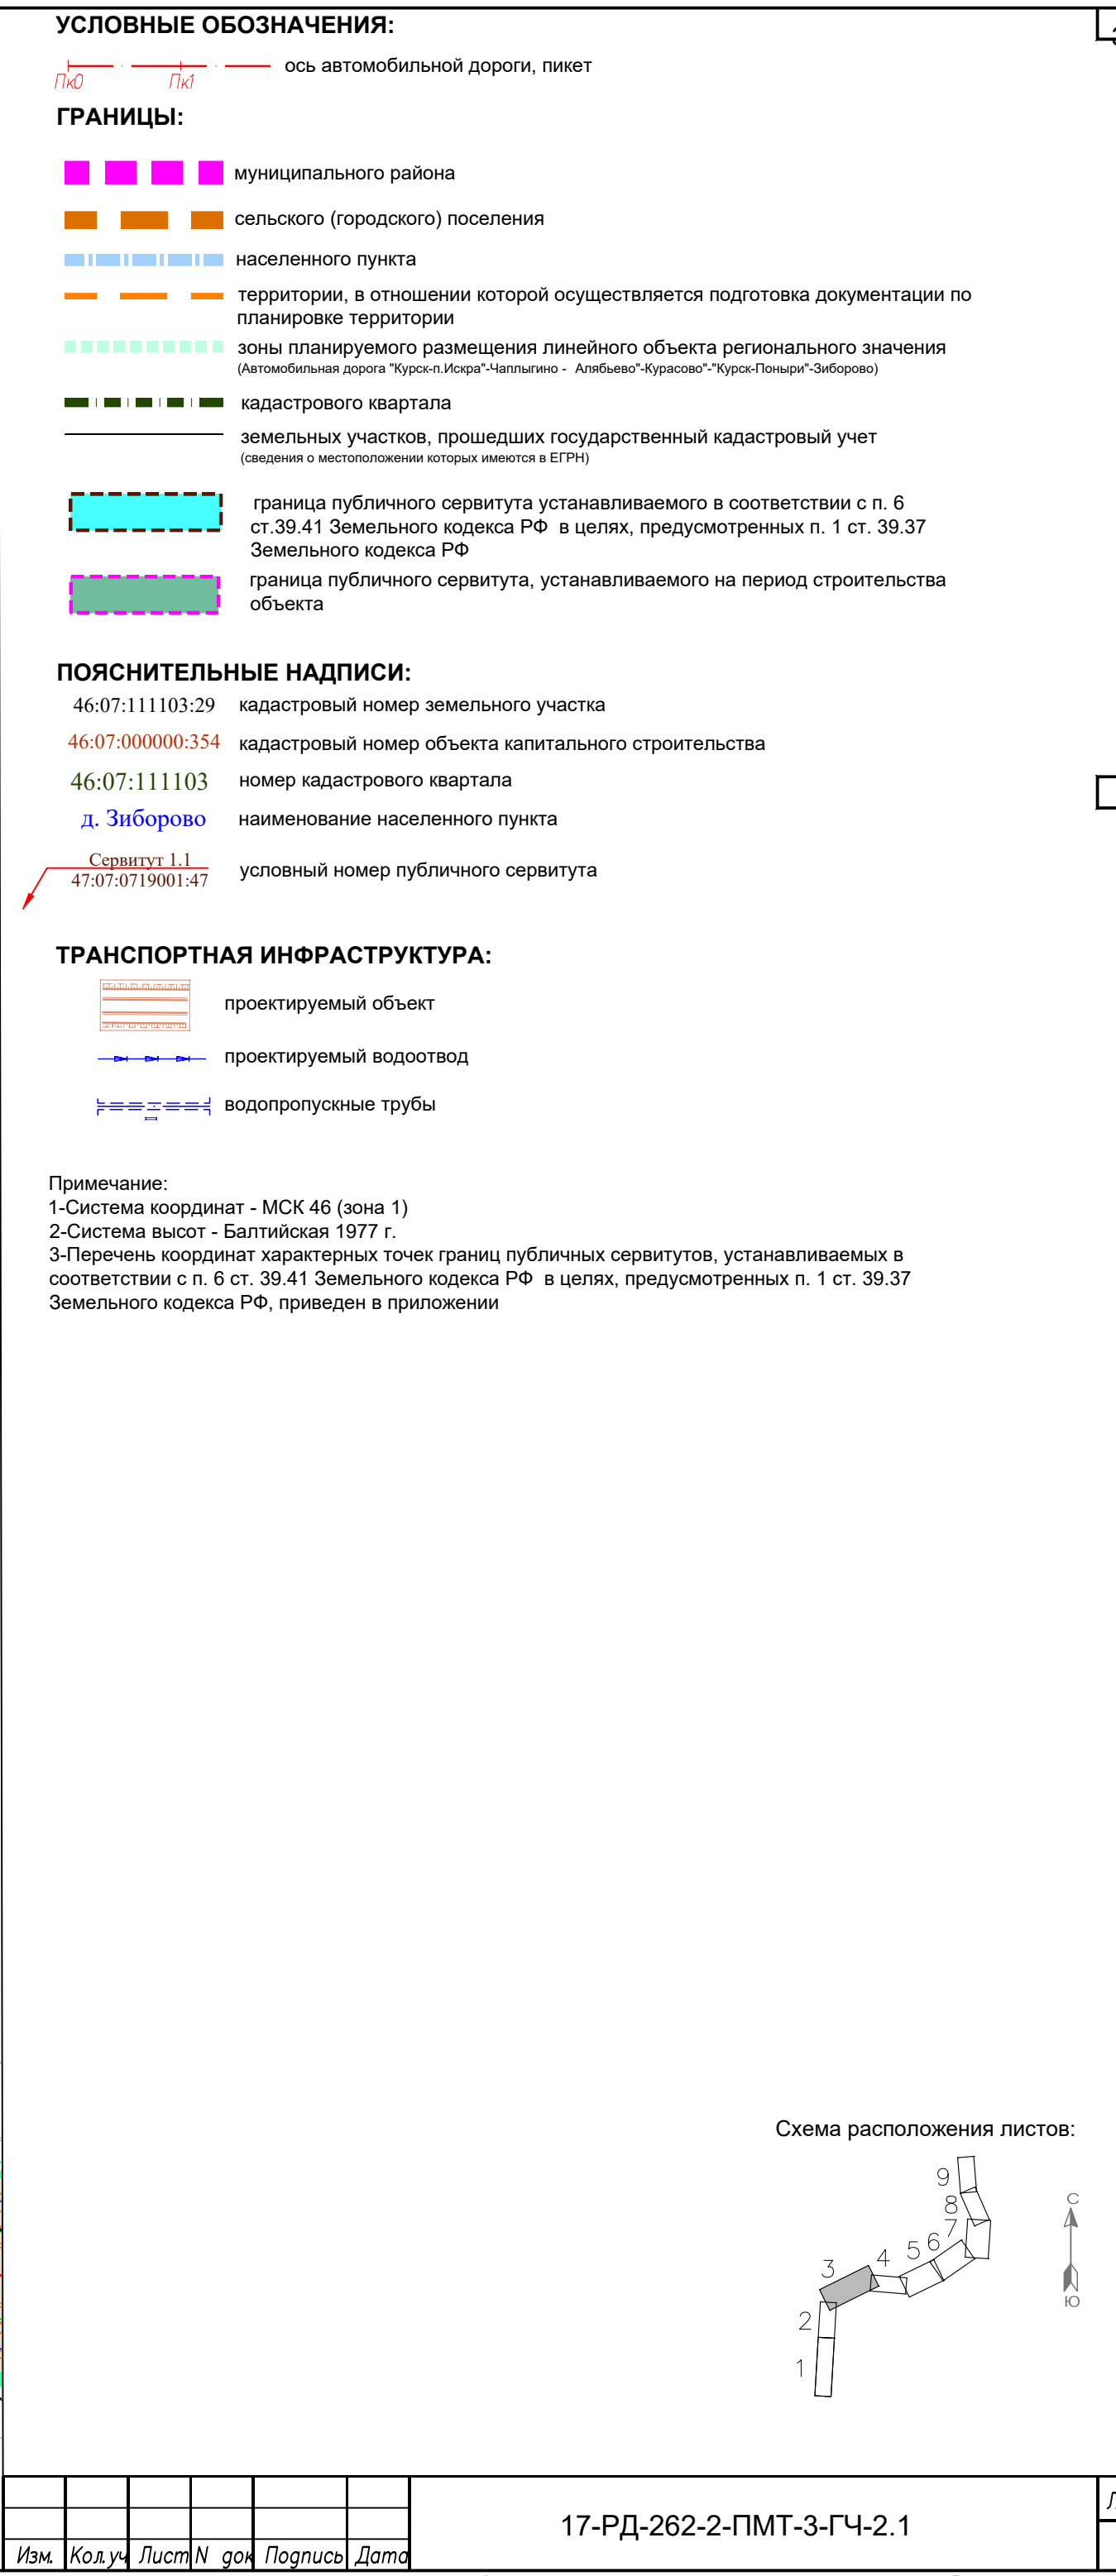 УСЛОВНЫЕ ОБОЗНАЧЕНИЯ:
ось автомобильной дороги, пикет
Пк0 Пк1
ГРАНИЦЫ:
муниципального района
сельского (городского) поселения
населенного пункта
территории, в отношении которой осуществляется подготовка документации по
планировке территории
зоны планируемого размещения линейного объекта регионального значения
(Автомобильная дорога "Курск-п.Искра"-Чаплыгино - Алябьево"-Курасово"-"Курск-Поныри"-Зиборово)
кадастрового квартала
земельных участков, прошедших государственный кадастровый учет
(сведения о местоположении которых имеются в ЕГРН)
граница публичного сервитута устанавливаемого в соответствии с п. 6
ст.39.41 Земельного кодекса РФ в целях, предусмотренных п. 1 ст. 39.37
Земельного кодекса РФ
граница публичного сервитута, устанавливаемого на период строительства
объекта
ПОЯСНИТЕЛЬНЫЕ НАДПИСИ:
46:07:111103:29 кадастровый номер земельного участка
46:07:000000:354 кадастровый номер объекта капитального строительства
46:07:111103 номер кадастрового квартала
д. Зиборово наименование населенного пункта
Сервитут 1.1
47:07:0719001:47
условный номер публичного сервитута
ТРАНСПОРТНАЯ ИНФРАСТРУКТУРА:
проектируемый объект
проектируемый водоотвод
водопропускные трубы
Примечание:
1-Система координат - МСК 46 (зона 1)
2-Система высот - Балтийская 1977 г.
3-Перечень координат характерных точек границ публичных сервитутов, устанавливаемых в
соответствии с п. 6 ст. 39.41 Земельного кодекса РФ в целях, предусмотренных п. 1 ст. 39.37
Земельного кодекса РФ, приведен в приложении
Схема расположения листов:
9
8
7
6
5
4
3
2
1
С
Ю
17-РД-262-2-ПМТ-3-ГЧ-2.1
Изм. Кол.уч Лист N док Подпись Дата